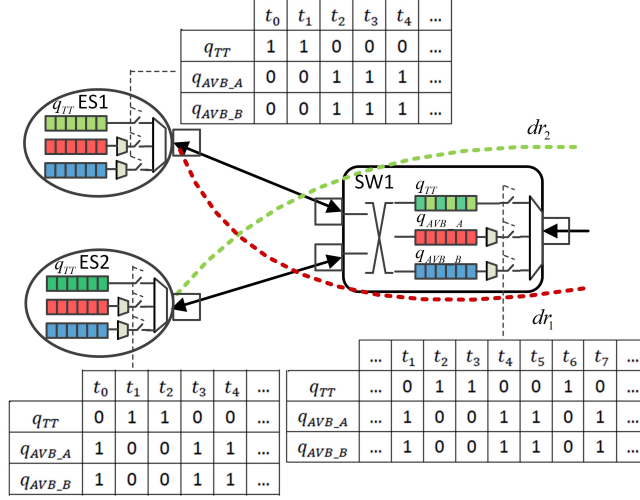 t0 t1 t2 t3 t4 ...
qTT 1 1 0 0 0 ...
qAVB_A 0 0 1 1 1 ...
qAVB_B 0 0 1 1 1 ...
qTT ES1
dr2
SW1
qTT
qAVB_A
qAVB_B
qTT ES2
dr1
... t1 t2 t3 t4 t5 t6 t7 ...
qTT ... 0 1 1 0 0 1 0 ...
qAVB_A ... 1 0 0 1 1 0 1 ...
qAVB_B ... 1 0 0 1 1 0 1 ...
t0 t1 t2 t3 t4 ...
qTT 0 1 1 0 0 ...
qAVB_A 1 0 0 1 1 ...
qAVB_B 1 0 0 1 1 ...